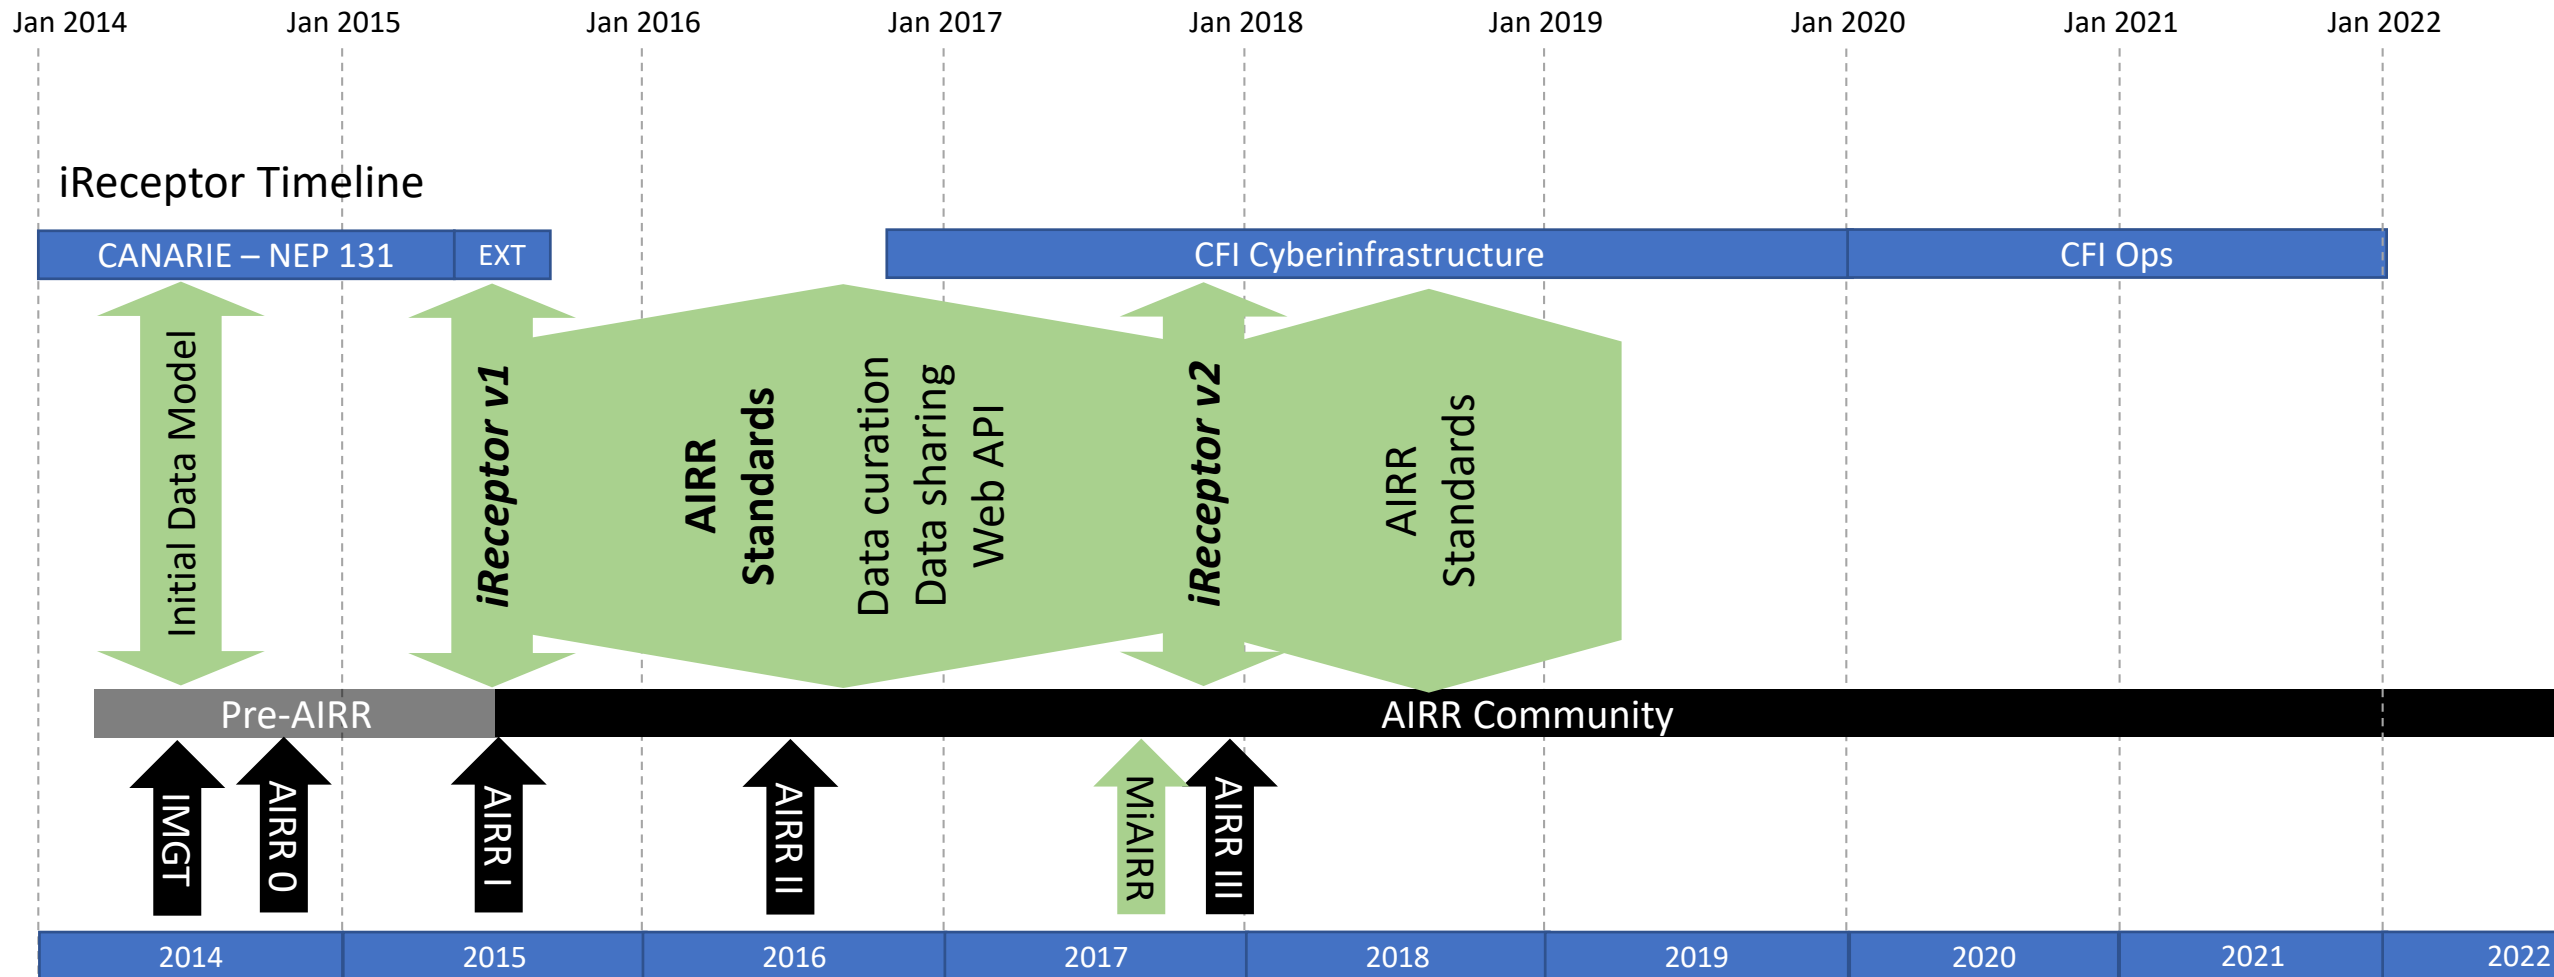 Jan 2014
Jan 2015
Jan 2016
Jan 2017
Jan 2018
Jan 2019
Jan 2020
Jan 2021
Jan 2022
iReceptor Timeline
CANARIE – NEP 131
EXT
CFI Cyberinfrastructure
CFI Ops
Initial Data Model
iReceptor v1
AIRR
Standards
Data curation
Data sharing
Web API
iReceptor v2
AIRR
Standards
Pre-AIRR
AIRR Community
IMGT
AIRR 0
AIRR I
AIRR II
MiAIRR
AIRR III
2014
2015
2016
2017
2018
2019
2020
2021
2022